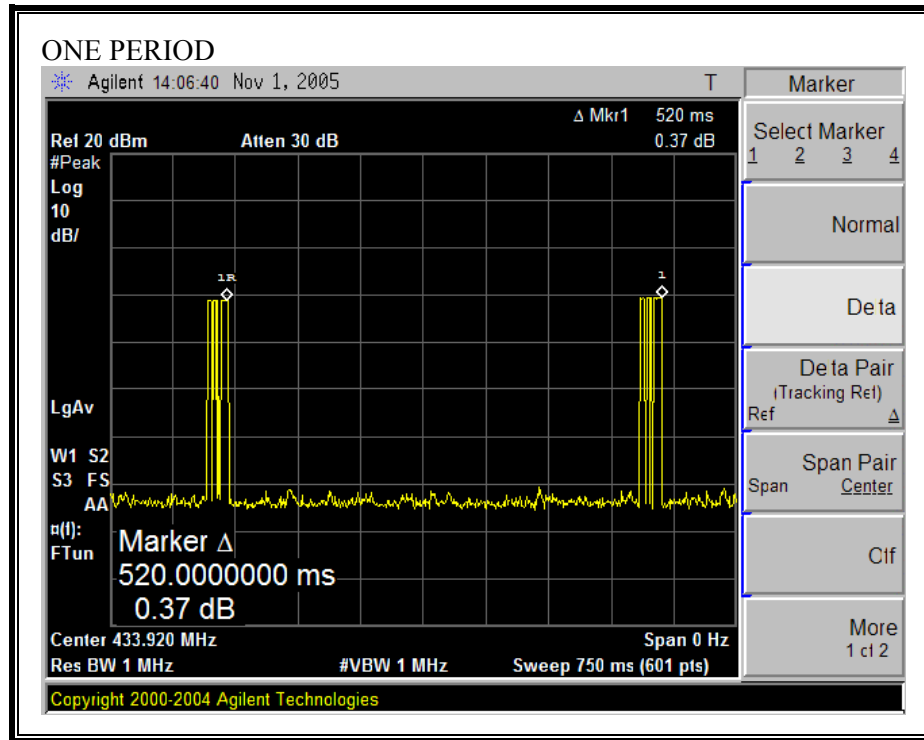 ONE PERIOD
Agilent 14:06:40 Nov 1, 2005 T
Δ Mkr1 520 ms
Ref 20 dBm Atten 30 dB 0.37 dB
#Peak
Log
10
dB/
1R
1
LgAv
W1 S2
S3 FS
AA
¤(f):
FTun
Marker Δ
520.0000000 ms
0.37 dB
Center 433.920 MHz Span 0 Hz
Res BW 1 MHz #VBW 1 MHz Sweep 750 ms (601 pts)
Copyright 2000-2004 Agilent Technologies
Marker
Select Marker
1 2 3 4
Normal
De ta
De ta Pair
(Tracking Ref)
Ref Δ
Span Pair
Span Center
Off
More
1 of 2